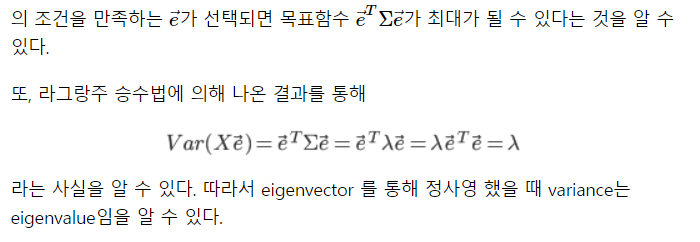 의 조건을 만족하는 e⃗가 선택되면 목표함수 e⃗ᵀΣe⃗가 최대가 될 수 있다는 것을 알 수
있다.
또, 라그랑주 승수법에 의해 나온 결과를 통해
Var(Xe⃗) = e⃗ᵀΣe⃗ = e⃗ᵀλe⃗ = λe⃗ᵀe⃗ = λ
라는 사실을 알 수 있다. 따라서 eigenvector 를 통해 정사영 했을 때 variance는
eigenvalue임을 알 수 있다.